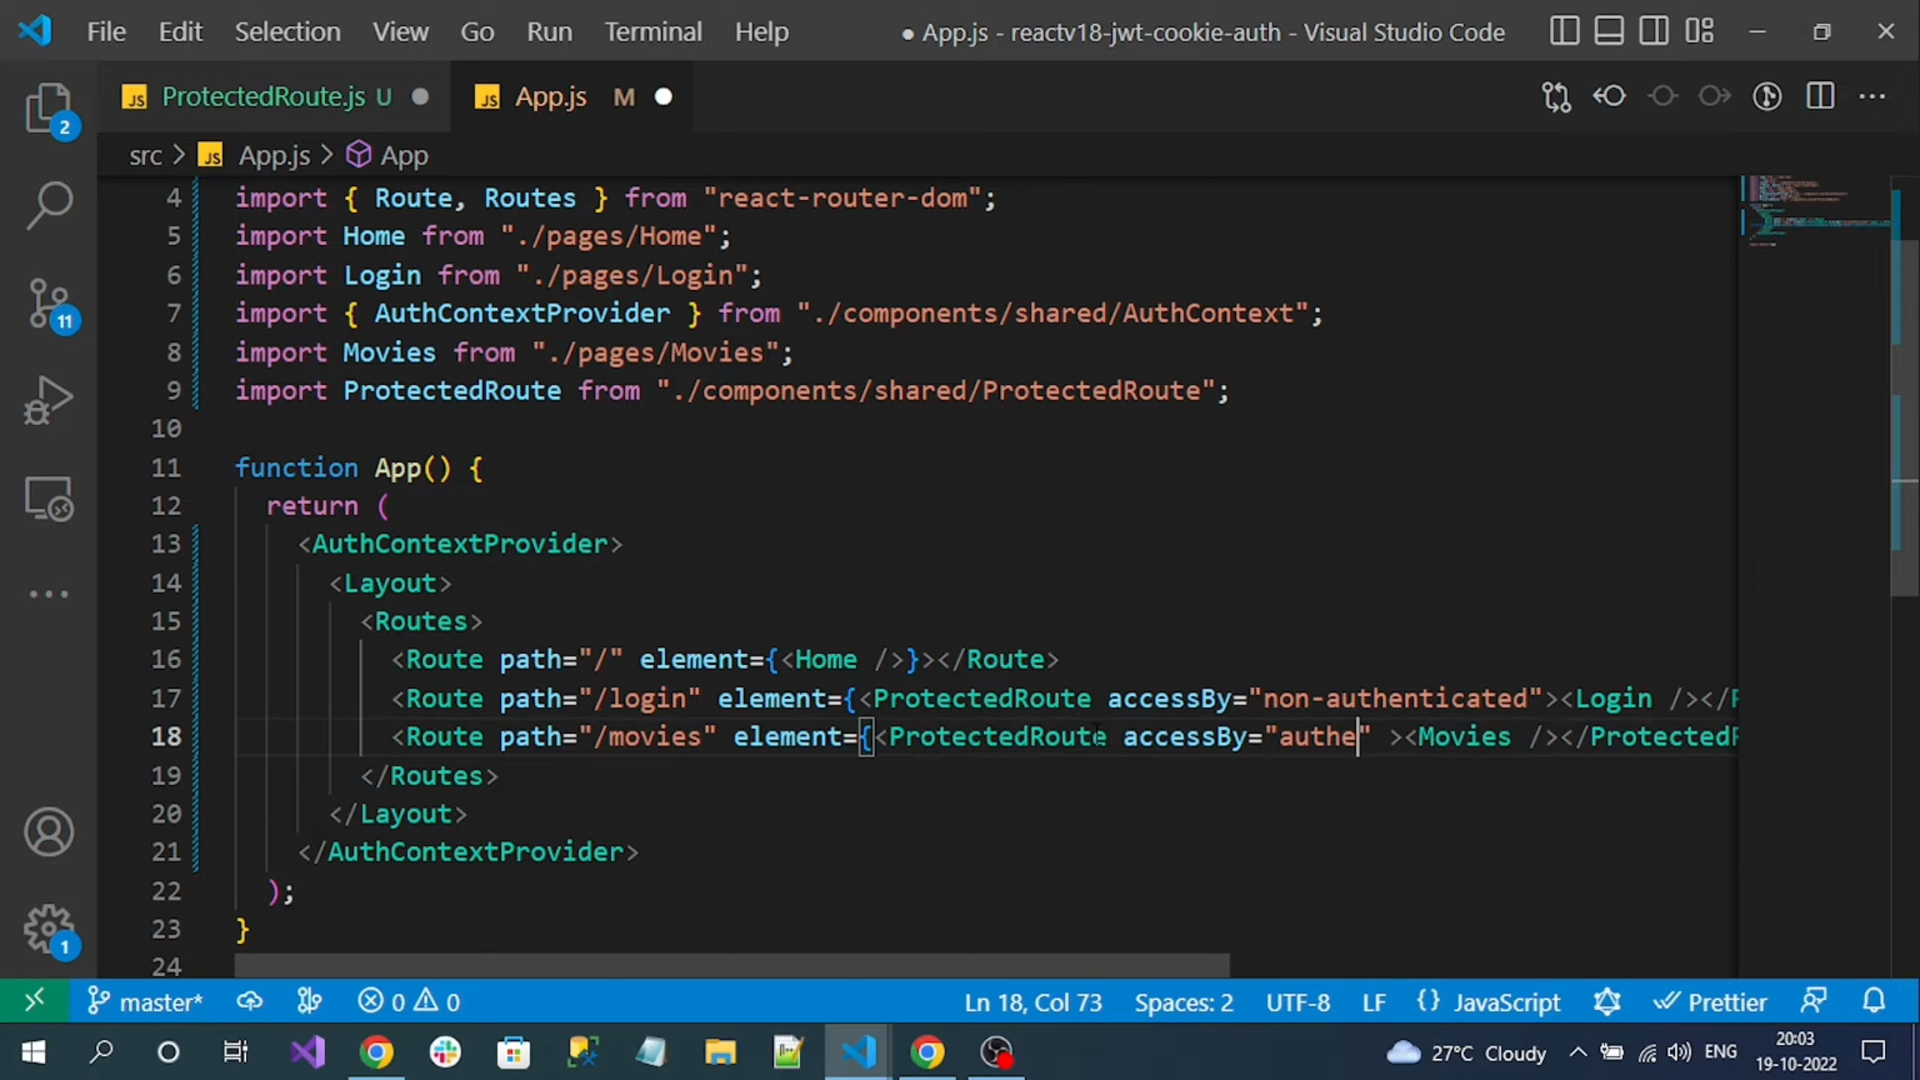 File Edit Selection View Go Run Terminal Help ● App.js - reactv18-jwt-cookie-auth - Visual Studio Code
JS ProtectedRoute.js U JS App.js M
2
src > JS App.js > App
4 import { Route, Routes } from "react-router-dom";
5 import Home from "./pages/Home";
6 import Login from "./pages/Login";
7 import { AuthContextProvider } from "./components/shared/AuthContext";
11
8 import Movies from "./pages/Movies";
9 import ProtectedRoute from "./components/shared/ProtectedRoute";
10
11 function App() {
12 return (
13 <AuthContextProvider>
14 <Layout>
15 <Routes>
16 <Route path="/" element={<Home />}></Route>
17 <Route path="/login" element={<ProtectedRoute accessBy="non-authenticated"><Login /></P
18 <Route path="/movies" element={<ProtectedRoute accessBy="authe" ><Movies /></ProtectedR
19 </Routes>
20 </Layout>
21 </AuthContextProvider>
22 );
23 }
1
24
master* 0 0 Ln 18, Col 73 Spaces: 2 UTF-8 LF {} JavaScript Prettier
27°C Cloudy ENG 20:03
19-10-2022